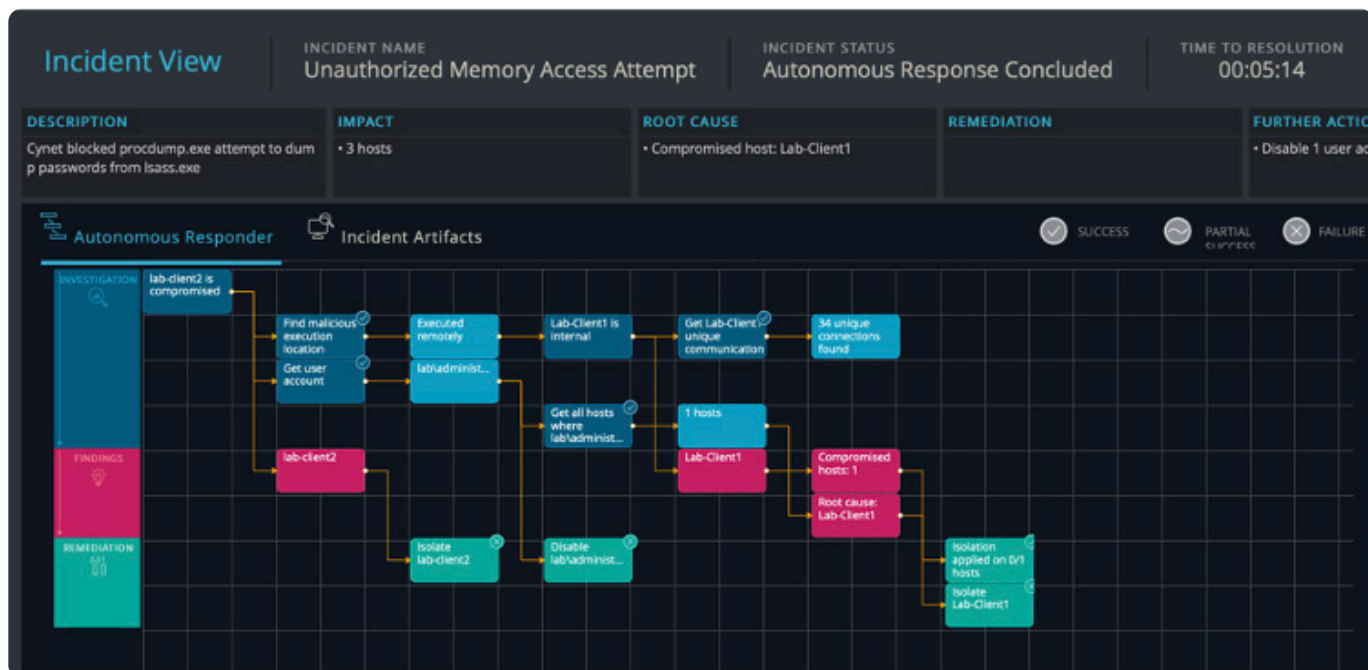 Incident View
INCIDENT NAME
Unauthorized Memory Access Attempt
INCIDENT STATUS
Autonomous Response Concluded
TIME TO RESOLUTION
00:05:14
DESCRIPTION
Cynet blocked procdump.exe attempt to dum
p passwords from lsass.exe
IMPACT
• 3 hosts
ROOT CAUSE
• Compromised host: Lab-Client1
REMEDIATION
FURTHER ACTIO
• Disable 1 user ac
Autonomous Responder
Incident Artifacts
SUCCESS
PARTIAL
SUCCESS
FAILURE
INVESTIGATION
lab-client2 is
compromised
Find malicious
execution
location
Executed
remotely
Lab-Client1 is
internal
Get Lab-Client1
unique
communication
34 unique
connections
found
Get user
account
lab\administ...
Get all hosts
where
lab\administ...
1 hosts
FINDINGS
lab-client2
Lab-Client1
Compromised
hosts: 1
Root cause:
Lab-Client1
REMEDIATION
Isolate
lab-client2
Disable
lab\administ...
Isolation
applied on 0/1
hosts
Isolate
Lab-Client1